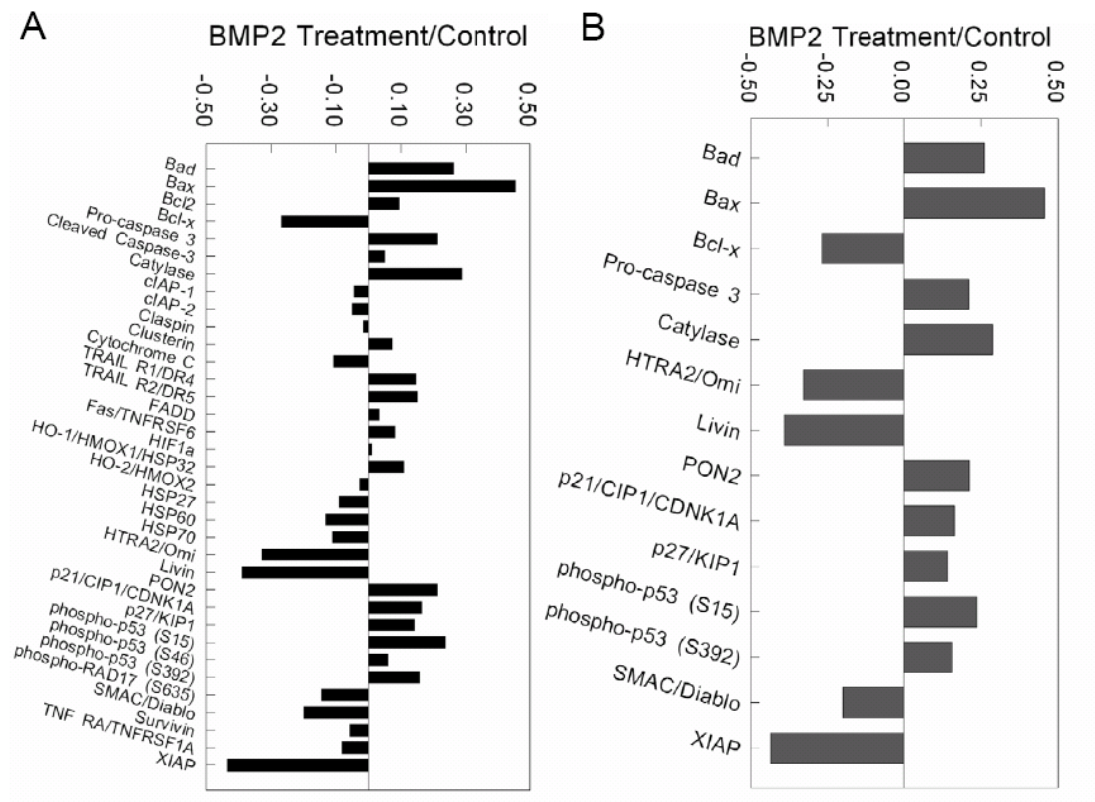 A
BMP2 Treatment/Control
-0.50 -0.30 -0.10 0.10 0.30 0.50
Bad
Bax
Bcl2
Bcl-x
Pro-caspase 3
Cleaved Caspase-3
Catylase
cIAP-1
cIAP-2
Claspin
Clusterin
Cytochrome C
TRAIL R1/DR4
TRAIL R2/DR5
FADD
Fas/TNFRSF6
HIF1a
HO-1/HMOX1/HSP32
HO-2/HMOX2
HSP27
HSP60
HSP70
HTRA2/Omi
Livin
PON2
p21/CIP1/CDNK1A
p27/KIP1
phospho-p53 (S15)
phospho-p53 (S46)
phospho-p53 (S392)
phospho-RAD17 (S635)
SMAC/Diablo
Survivin
TNF RA/TNFRSF1A
XIAP
B
BMP2 Treatment/Control
-0.50 -0.25 0.00 0.25 0.50
Bad
Bax
Bcl-x
Pro-caspase 3
Catylase
HTRA2/Omi
Livin
PON2
p21/CIP1/CDNK1A
p27/KIP1
phospho-p53 (S15)
phospho-p53 (S392)
SMAC/Diablo
XIAP